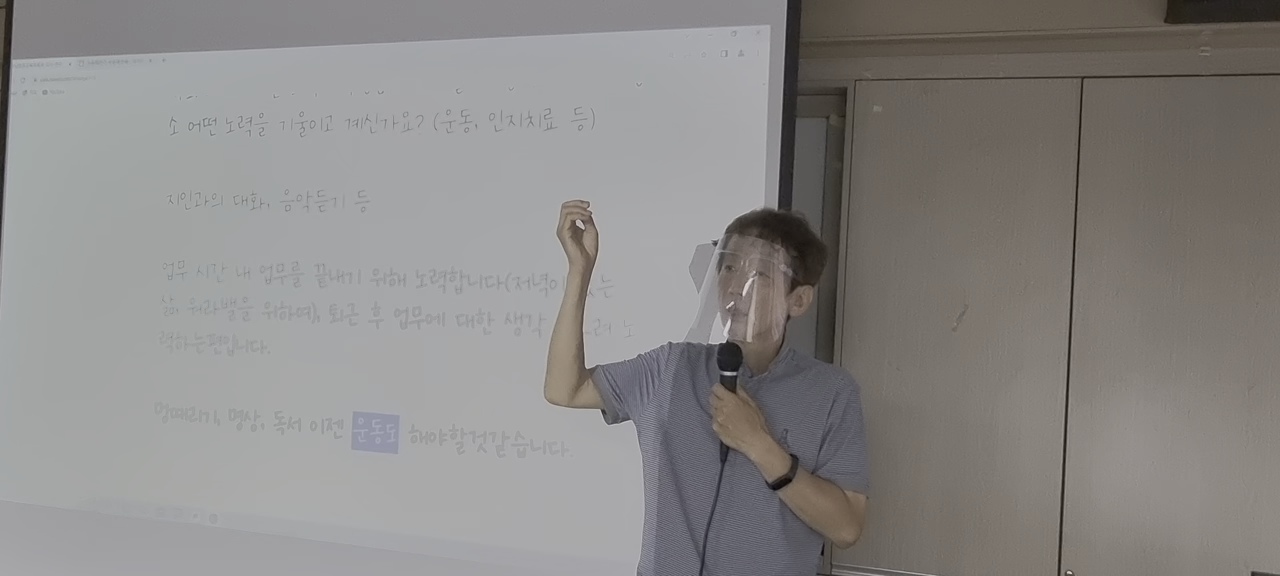 소 어떤 노력을 기울이고 계신가요? (운동, 인지치료 등)
지인과의 대화, 음악듣기 등
업무 시간 내 업무를 끝내기 위해 노력합니다(저녁이 있는
삶, 워라밸을 위하여), 퇴근 후 업무에 대한 생각 노
력하는편입니다.
멍때리기, 명상, 독서 이젠 운동도 해야할것같습니다.